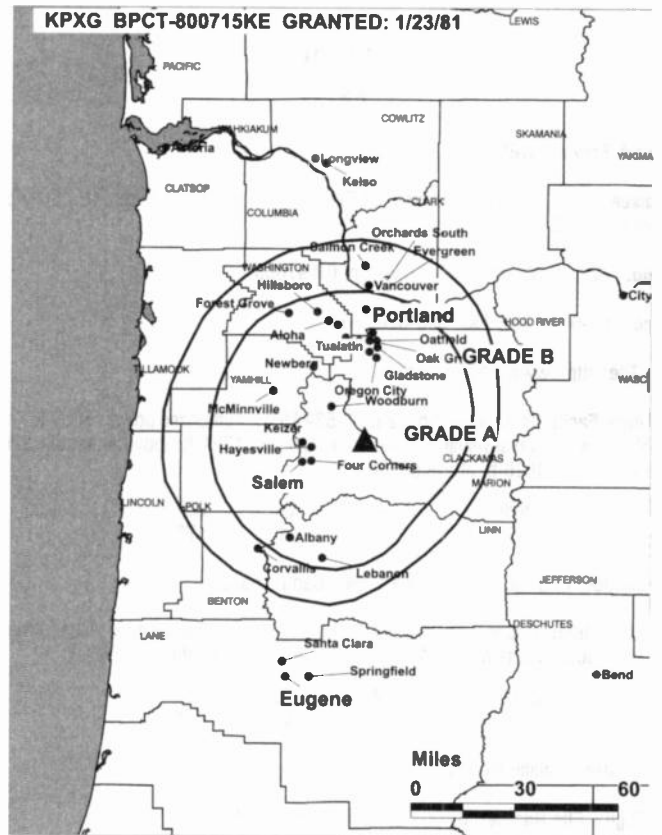 KPXG BPCT-800715KE GRANTED: 1/23/81
LEWIS
PACIFIC
COWLITZ
SKAMANIA
Astoria
Longview
YAKIMA
Kelso
CLATSOP
CLARK
COLUMBIA
Orchards South
Salmon Creek
Evergreen
WASHINGTON
Hillsboro
Vancouver
City
Forest Grove
Portland
HOOD RIVER
Aloha
Tualatin
Oatfield
Oak
GRADE B
TILLAMOOK
Newberg
Gladstone
YAMHILL
Oregon City
McMinnville
Woodburn
Keizer
GRADE A
Hayesville
CLACKAMAS
Four Corners
Salem
MARION
LINCOLN
POLK
LINN
Albany
Corvallis
Lebanon
JEFFERSON
BENTON
DESCHUTES
LANE
Santa Clara
Springfield
Bend
Eugene
Miles
0 30 60